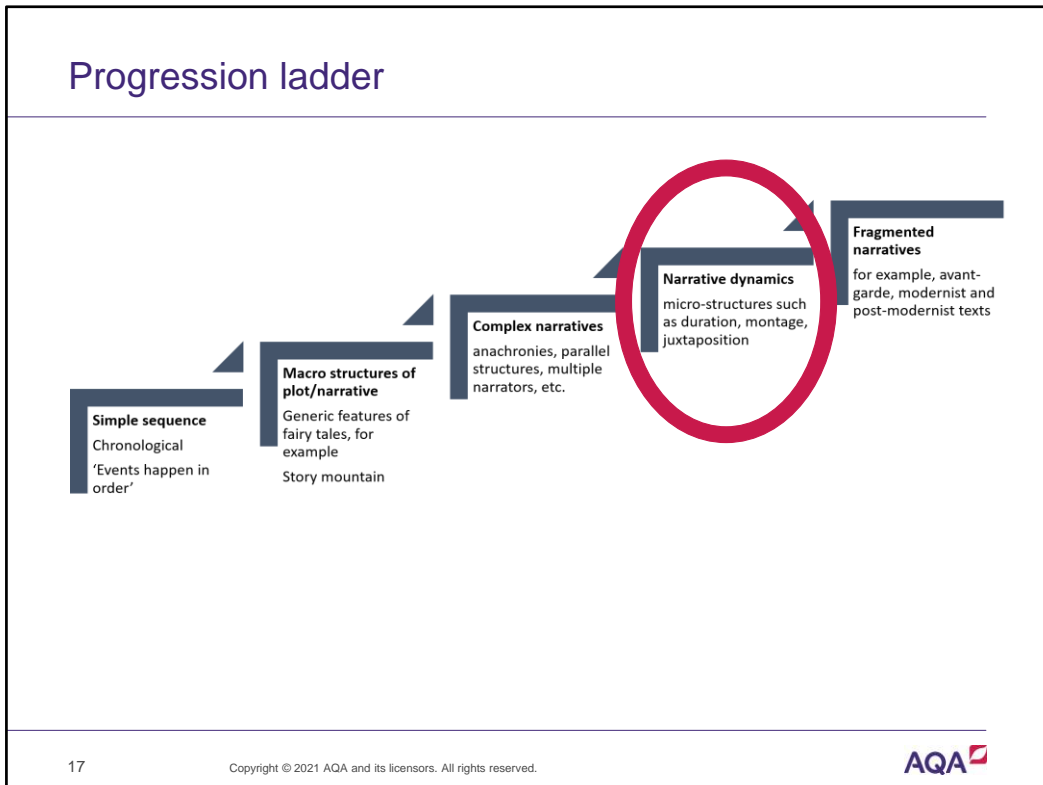 Progression ladder
Simple sequence
Chronological
‘Events happen in
order’
Macro structures of
plot/narrative
Generic features of
fairy tales, for
example
Story mountain
Complex narratives
anachronies, parallel
structures, multiple
narrators, etc.
Narrative dynamics
micro-structures such
as duration, montage,
juxtaposition
Fragmented
narratives
for example, avant-
garde, modernist and
post-modernist texts
17
Copyright © 2021 AQA and its licensors. All rights reserved.
AQA